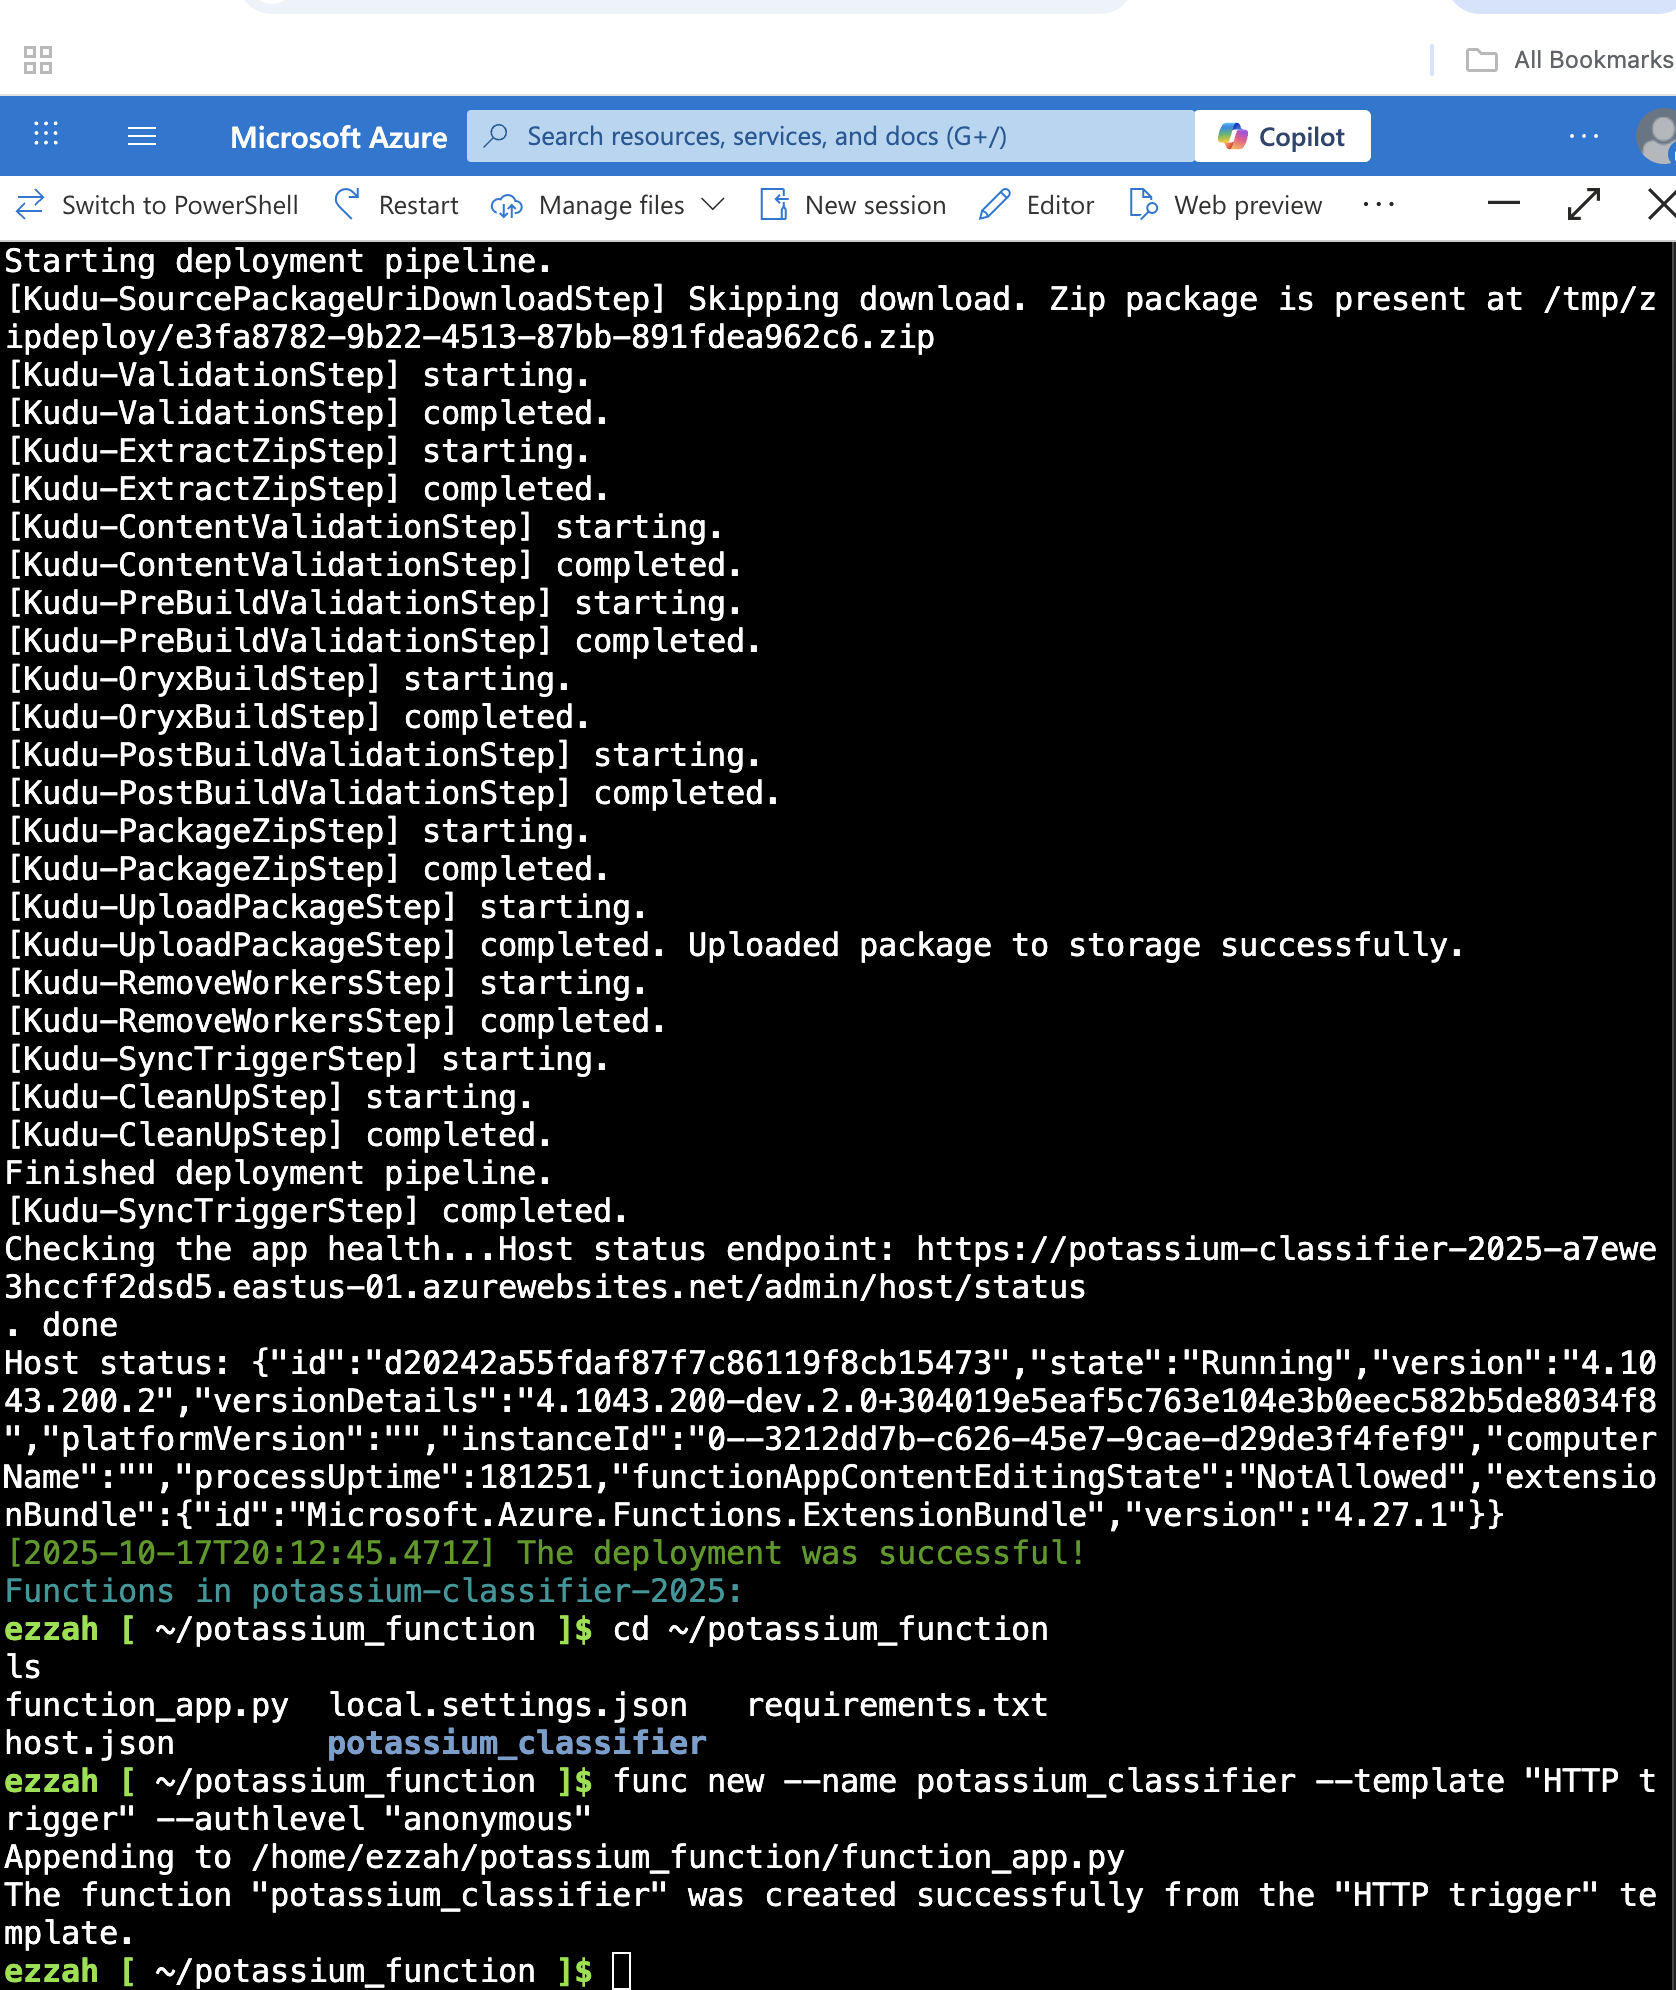 All Bookmarks
Microsoft Azure
Search resources, services, and docs (G+/)
Copilot
Switch to PowerShell
Restart
Manage files
New session
Editor
Web preview
Starting deployment pipeline.
[Kudu-SourcePackageUriDownloadStep] Skipping download. Zip package is present at /tmp/z
ipdeploy/e3fa8782-9b22-4513-87bb-891fdea962c6.zip
[Kudu-ValidationStep] starting.
[Kudu-ValidationStep] completed.
[Kudu-ExtractZipStep] starting.
[Kudu-ExtractZipStep] completed.
[Kudu-ContentValidationStep] starting.
[Kudu-ContentValidationStep] completed.
[Kudu-PreBuildValidationStep] starting.
[Kudu-PreBuildValidationStep] completed.
[Kudu-OryxBuildStep] starting.
[Kudu-OryxBuildStep] completed.
[Kudu-PostBuildValidationStep] starting.
[Kudu-PostBuildValidationStep] completed.
[Kudu-PackageZipStep] starting.
[Kudu-PackageZipStep] completed.
[Kudu-UploadPackageStep] starting.
[Kudu-UploadPackageStep] completed. Uploaded package to storage successfully.
[Kudu-RemoveWorkersStep] starting.
[Kudu-RemoveWorkersStep] completed.
[Kudu-SyncTriggerStep] starting.
[Kudu-CleanUpStep] starting.
[Kudu-CleanUpStep] completed.
Finished deployment pipeline.
[Kudu-SyncTriggerStep] completed.
Checking the app health...Host status endpoint: https://potassium-classifier-2025-a7ewe
3hccff2dsd5.eastus-01.azurewebsites.net/admin/host/status
. done
Host status: {"id":"d20242a55fdaf87f7c86119f8cb15473","state":"Running","version":"4.10
43.200.2","versionDetails":"4.1043.200-dev.2.0+304019e5eaf5c763e104e3b0eec582b5de8034f8
","platformVersion":"","instanceId":"0--3212dd7b-c626-45e7-9cae-d29de3f4fef9","computer
Name":"","processUptime":181251,"functionAppContentEditingState":"NotAllowed","extensio
nBundle":{"id":"Microsoft.Azure.Functions.ExtensionBundle","version":"4.27.1"}}
[2025-10-17T20:12:45.471Z] The deployment was successful!
Functions in potassium-classifier-2025:
ezzah [ ~/potassium_function ]$ cd ~/potassium_function
ls
function_app.py  local.settings.json   requirements.txt
host.json        potassium_classifier
ezzah [ ~/potassium_function ]$ func new --name potassium_classifier --template "HTTP t
rigger" --authlevel "anonymous"
Appending to /home/ezzah/potassium_function/function_app.py
The function "potassium_classifier" was created successfully from the "HTTP trigger" te
mplate.
ezzah [ ~/potassium_function ]$